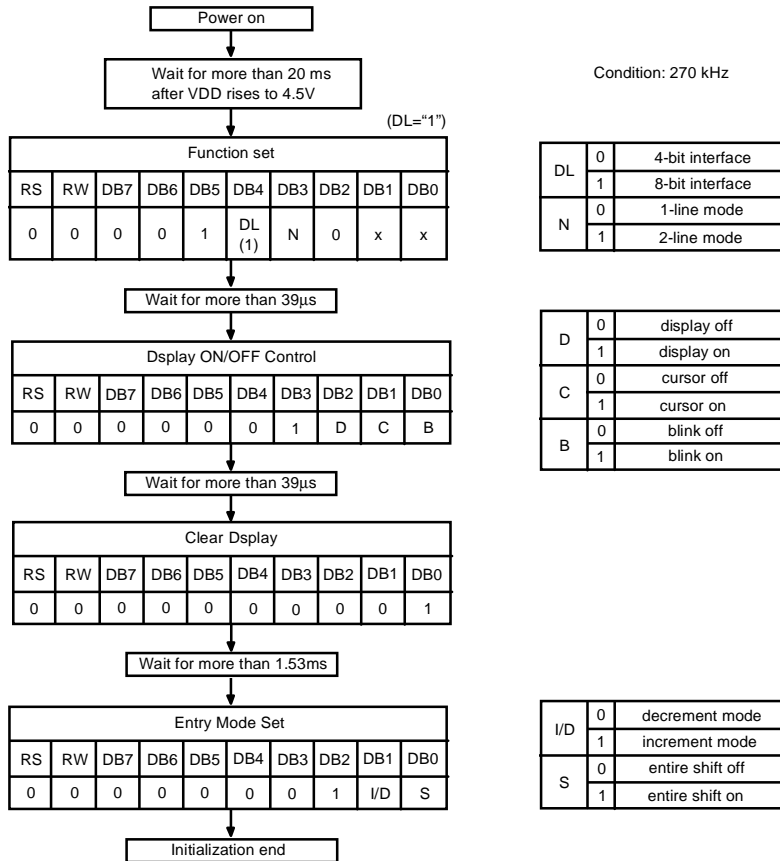 Power on
Wait for more than 20 ms
after VDD rises to 4.5V
Condition: 270 kHz
(DL=“1”)
Function set
RS RW DB7 DB6 DB5 DB4 DB3 DB2 DB1 DB0
0 0 0 0 1 DL (1) N 0 x x
DL 0 4-bit interface
1 8-bit interface
N 0 1-line mode
1 2-line mode
Wait for more than 39μs
Dsplay ON/OFF Control
RS RW DB7 DB6 DB5 DB4 DB3 DB2 DB1 DB0
0 0 0 0 0 0 1 D C B
D 0 display off
1 display on
C 0 cursor off
1 cursor on
B 0 blink off
1 blink on
Wait for more than 39μs
Clear Dsplay
RS RW DB7 DB6 DB5 DB4 DB3 DB2 DB1 DB0
0 0 0 0 0 0 0 0 0 1
Wait for more than 1.53ms
Entry Mode Set
RS RW DB7 DB6 DB5 DB4 DB3 DB2 DB1 DB0
0 0 0 0 0 0 0 1 I/D S
I/D 0 decrement mode
1 increment mode
S 0 entire shift off
1 entire shift on
Initialization end